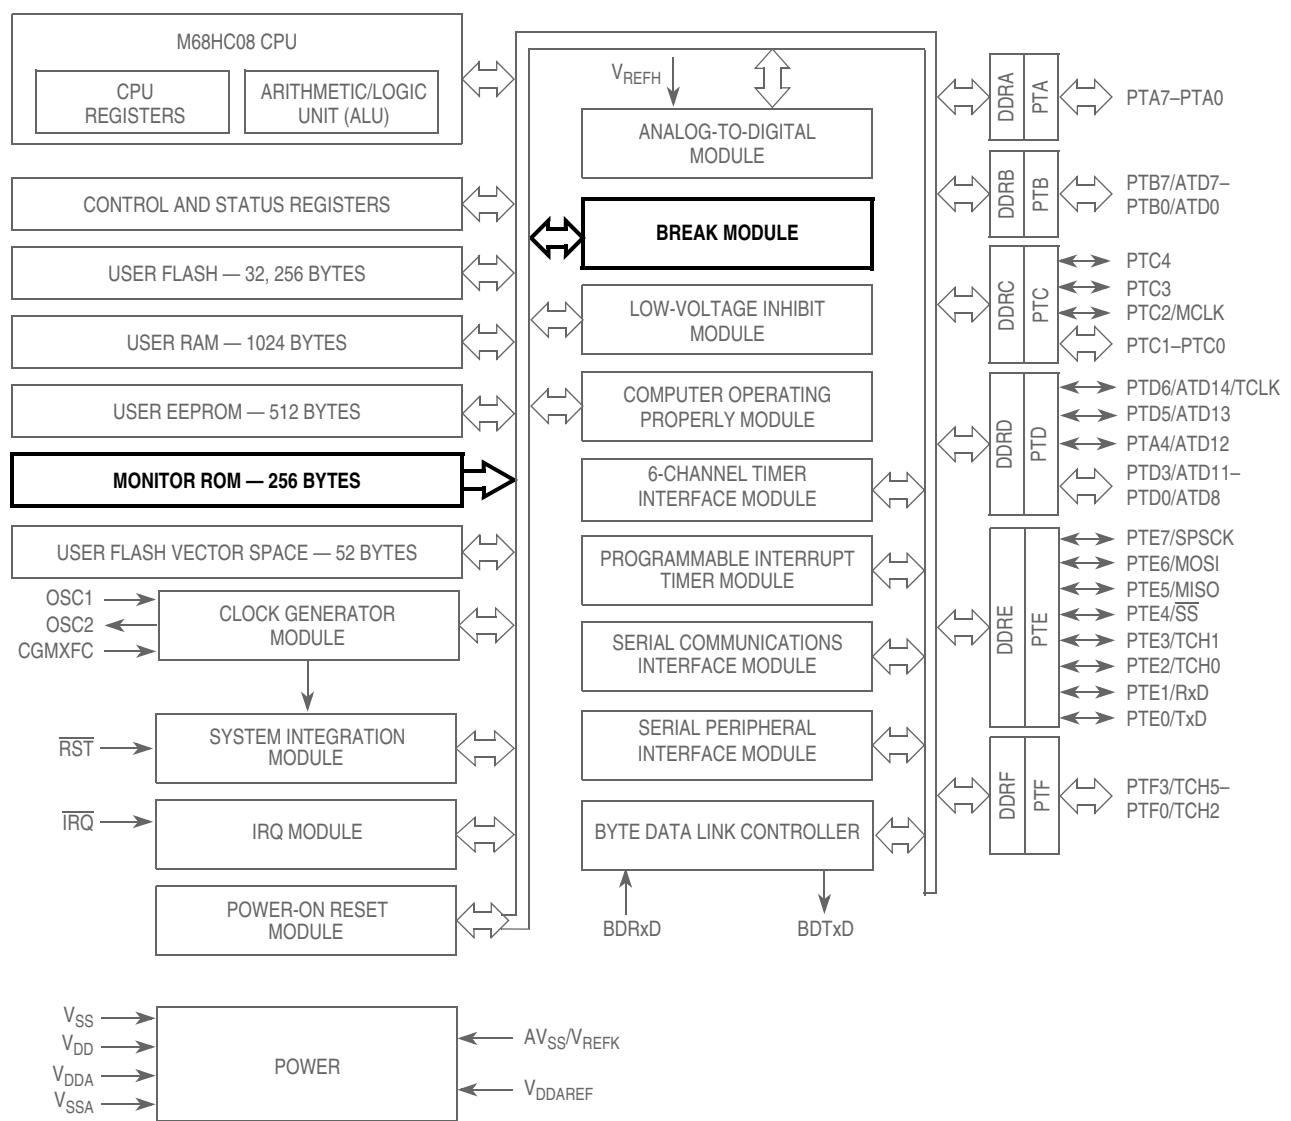 M68HC08 CPU
CPU
REGISTERS
ARITHMETIC/LOGIC
UNIT (ALU)
CONTROL AND STATUS REGISTERS
USER FLASH — 32, 256 BYTES
USER RAM — 1024 BYTES
USER EEPROM — 512 BYTES
MONITOR ROM — 256 BYTES
USER FLASH VECTOR SPACE — 52 BYTES
OSC1
OSC2
CGMXFC
CLOCK GENERATOR
MODULE
RST
SYSTEM INTEGRATION
MODULE
IRQ
IRQ MODULE
POWER-ON RESET
MODULE
VSS
VDD
VDDA
VSSA
POWER
AVSS/VREFK
VDDAREF
VREFH
ANALOG-TO-DIGITAL
MODULE
BREAK MODULE
LOW-VOLTAGE INHIBIT
MODULE
COMPUTER OPERATING
PROPERLY MODULE
6-CHANNEL TIMER
INTERFACE MODULE
PROGRAMMABLE INTERRUPT
TIMER MODULE
SERIAL COMMUNICATIONS
INTERFACE MODULE
SERIAL PERIPHERAL
INTERFACE MODULE
BYTE DATA LINK CONTROLLER
BDRxD
BDTxD
DDRA
PTA
PTA7–PTA0
DDRB
PTB
PTB7/ATD7–
PTB0/ATD0
DDRC
PTC
PTC4
PTC3
PTC2/MCLK
PTC1–PTC0
DDRD
PTD
PTD6/ATD14/TCLK
PTD5/ATD13
PTA4/ATD12
PTD3/ATD11–
PTD0/ATD8
DDRE
PTE
PTE7/SPSCK
PTE6/MOSI
PTE5/MISO
PTE4/SS
PTE3/TCH1
PTE2/TCH0
PTE1/RxD
PTE0/TxD
DDRF
PTF
PTF3/TCH5–
PTF0/TCH2